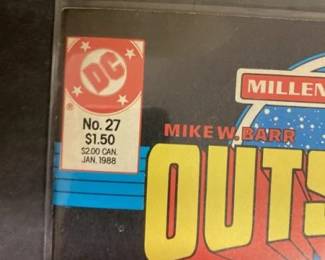 DC
®
No. 27
$1.50
$2.00 CAN.
JAN. 1988
MILLEN
MIKE W. BARR
OUTS